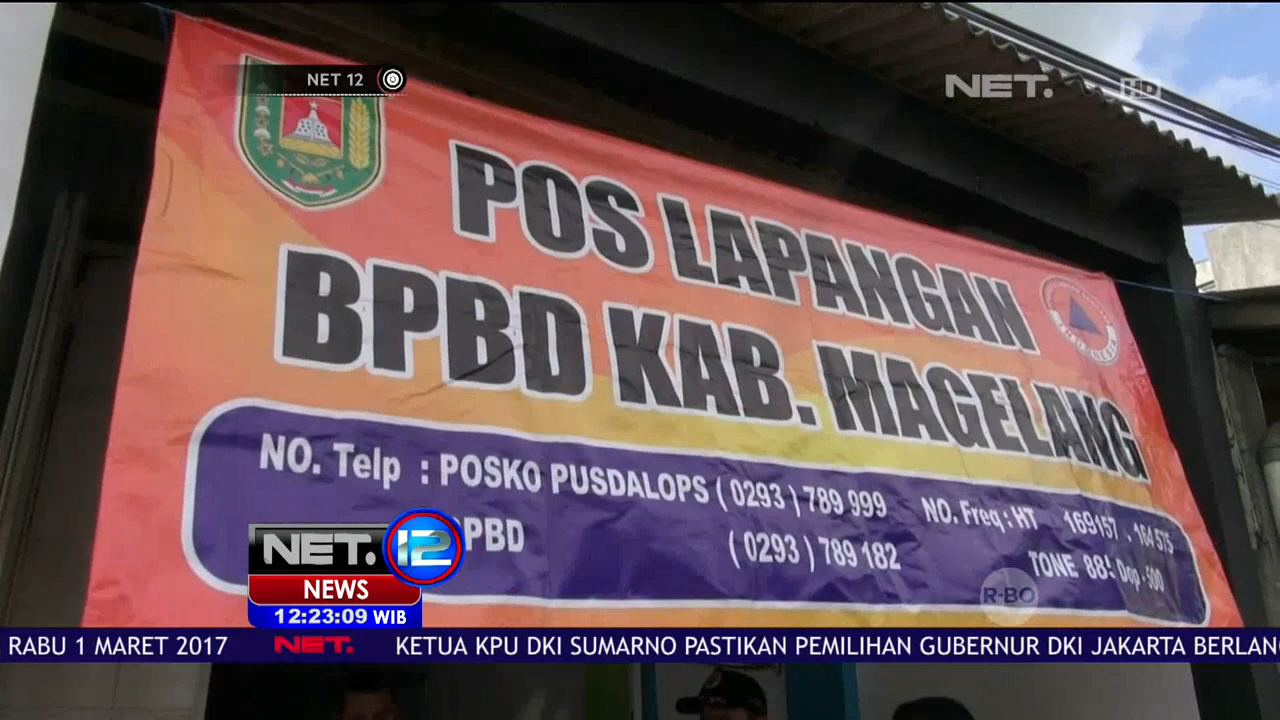 NET 12
NET. HD
POS LAPANGAN
BPBD KAB. MAGELANG
NO. Telp : POSKO PUSDALOPS ( 0293 ) 789 999 NO. Freq : HT 169157 . 164 575
BPBD ( 0293 ) 789 182 TONE
R-BO
NET. 12
NEWS
12:23:09 WIB
RABU 1 MARET 2017 NET. KETUA KPU DKI SUMARNO PASTIKAN PEMILIHAN GUBERNUR DKI JAKARTA